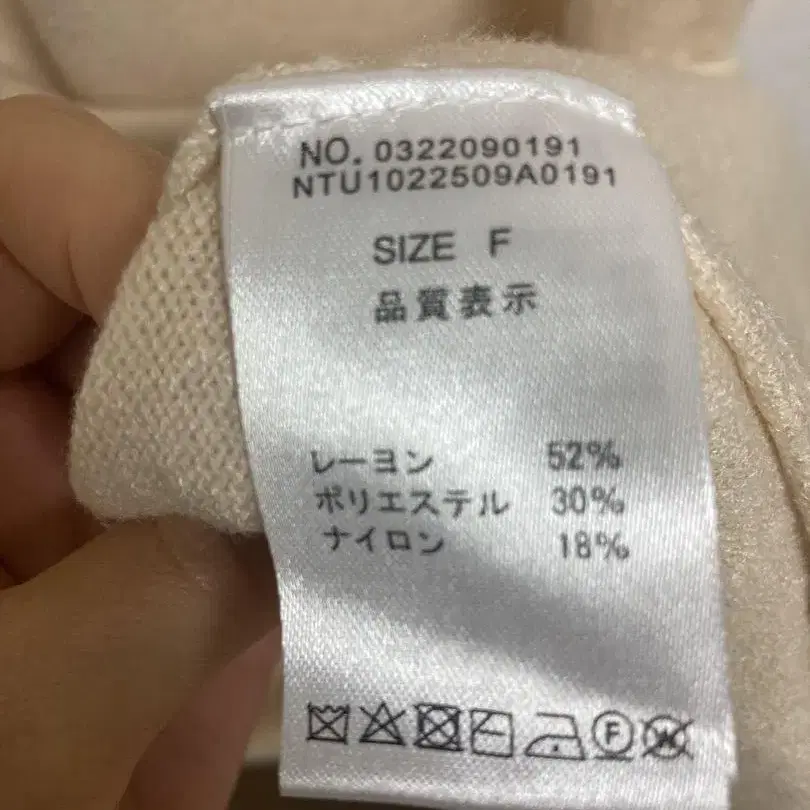 NO. 0322090191
NTU1022509A0191
SIZE F
品質表示
レーヨン 52%
ポリエステル 30%
ナイロン 18%
F W